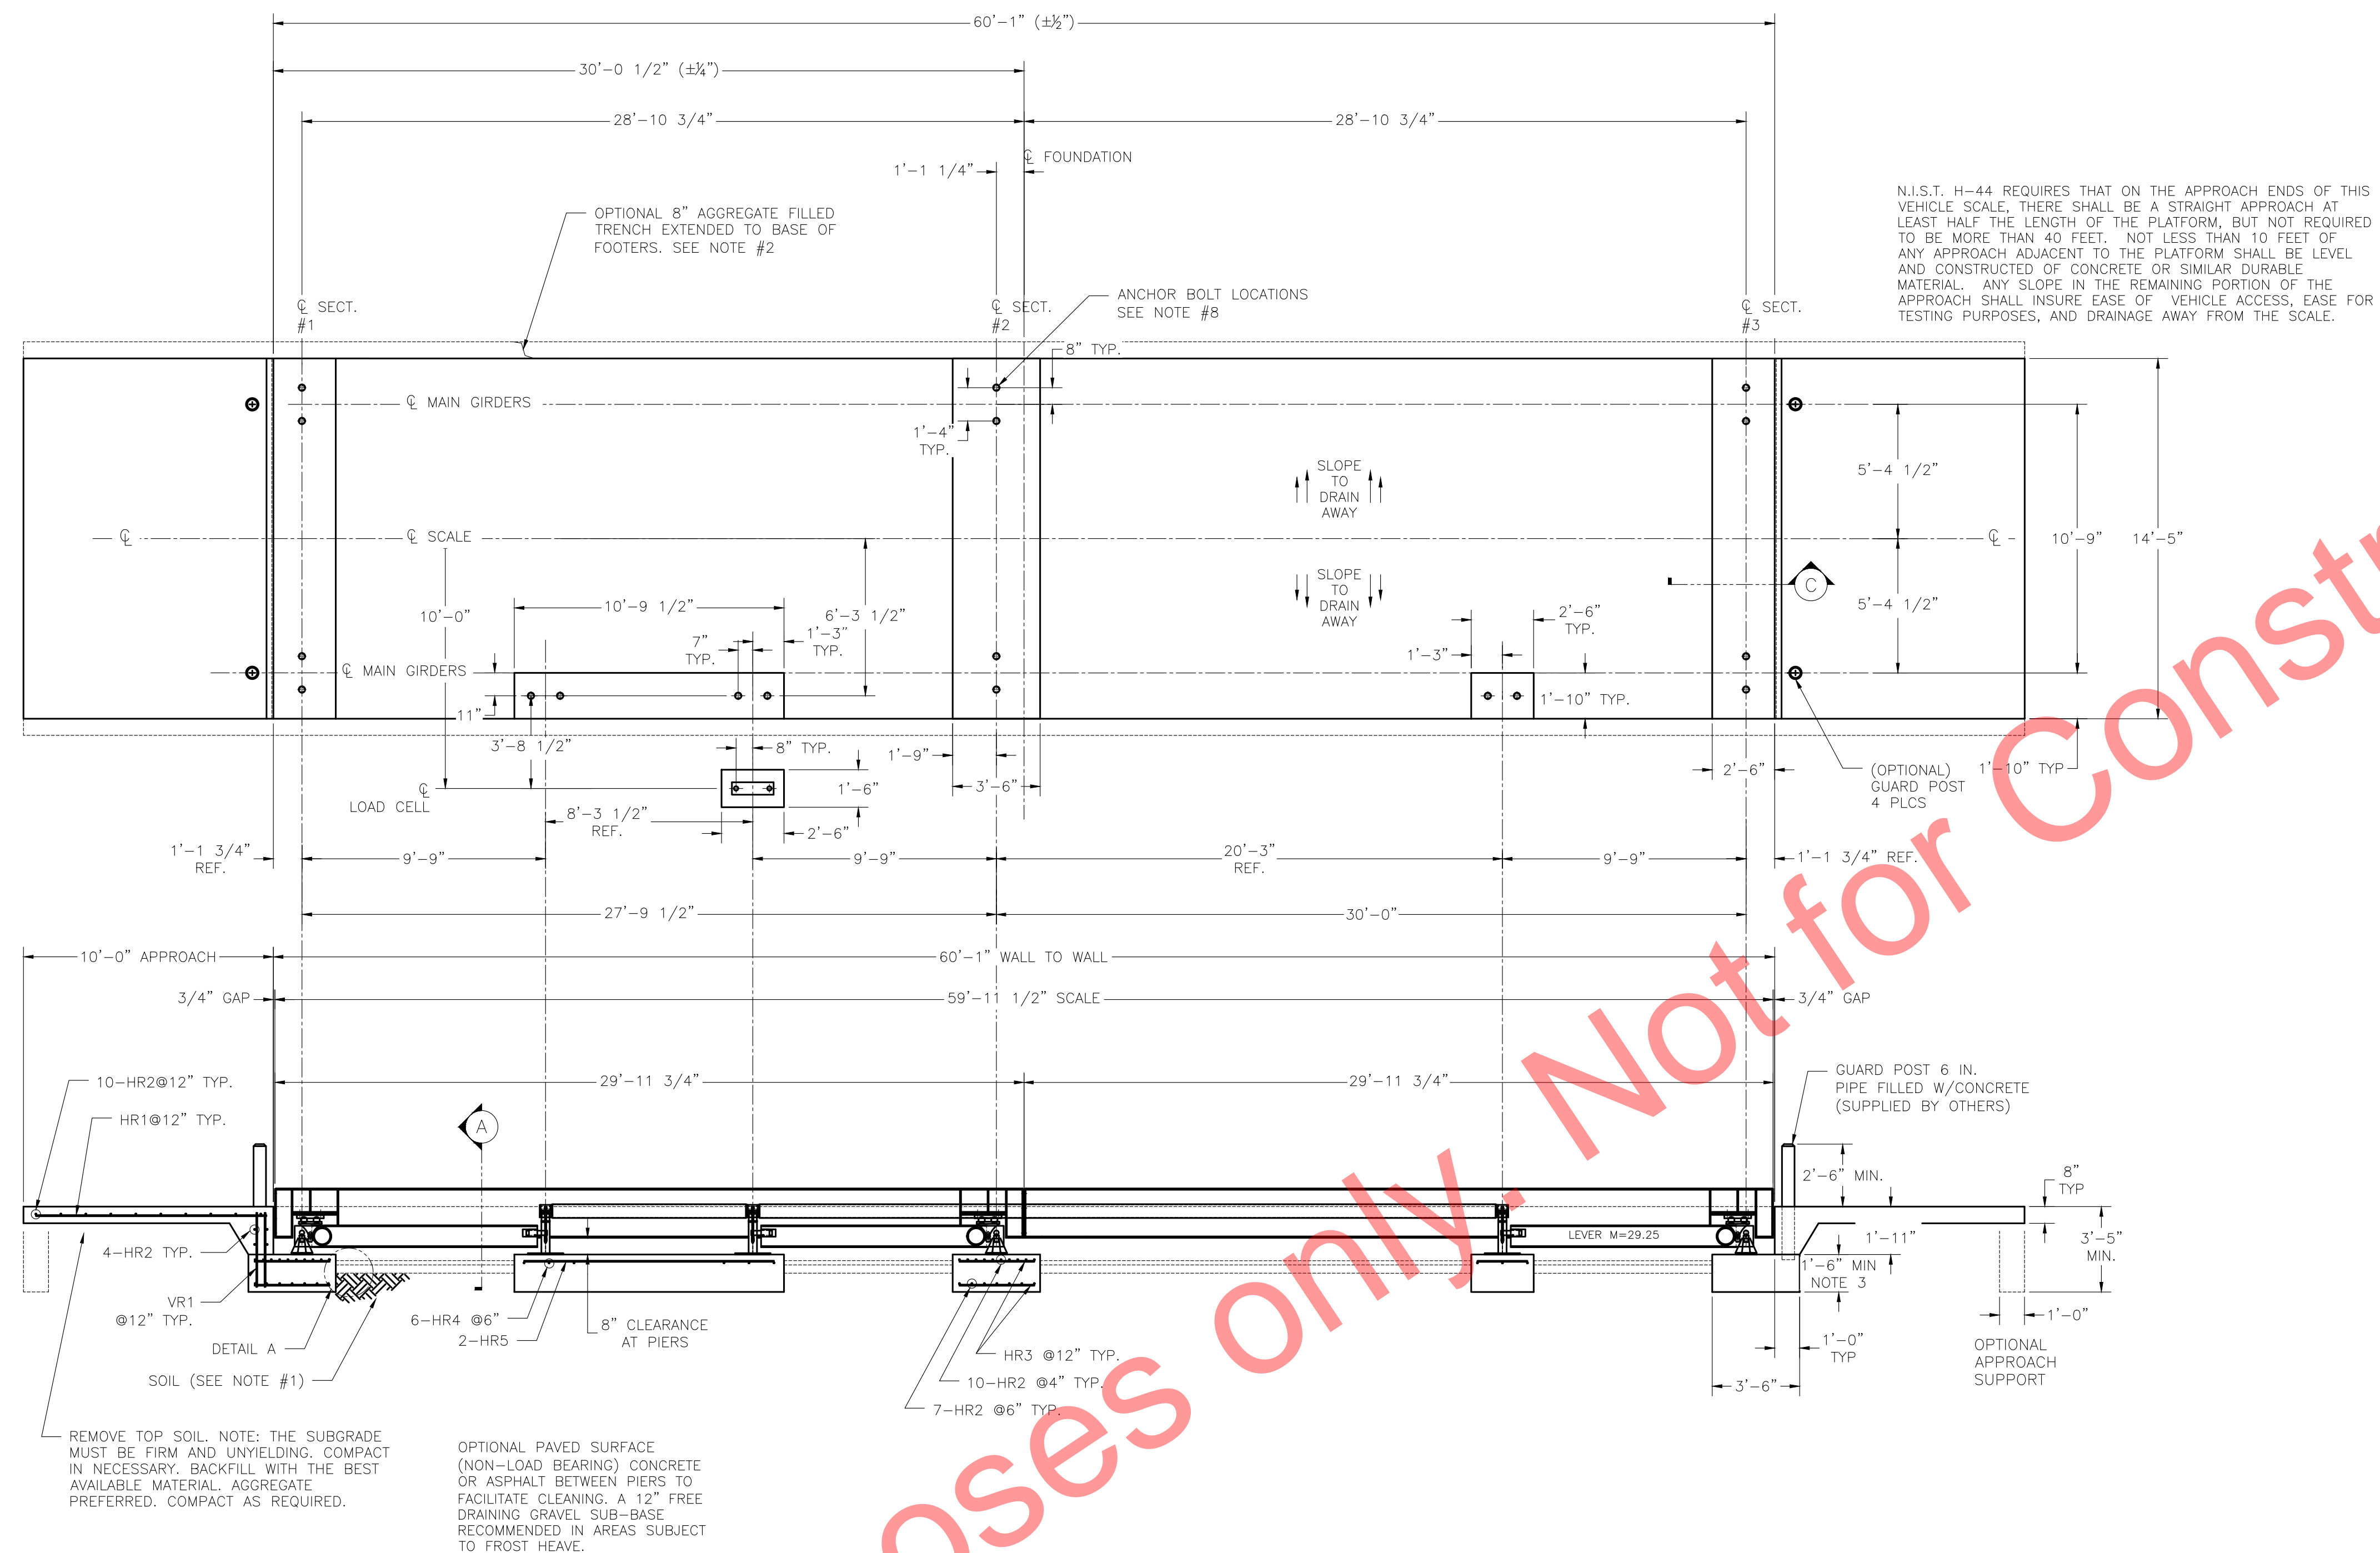 60'-1" (±½")
30'-0 1/2" (±¼")
28'-10 3/4"
28'-10 3/4"
℄ FOUNDATION
1'-1 1/4"
N.I.S.T. H-44 REQUIRES THAT ON THE APPROACH ENDS OF THIS
VEHICLE SCALE, THERE SHALL BE A STRAIGHT APPROACH AT
LEAST HALF THE LENGTH OF THE PLATFORM, BUT NOT REQUIRED
TO BE MORE THAN 40 FEET. NOT LESS THAN 10 FEET OF
ANY APPROACH ADJACENT TO THE PLATFORM SHALL BE LEVEL
AND CONSTRUCTED OF CONCRETE OR SIMILAR DURABLE
MATERIAL. ANY SLOPE IN THE REMAINING PORTION OF THE
APPROACH SHALL INSURE EASE OF VEHICLE ACCESS, EASE FOR
TESTING PURPOSES, AND DRAINAGE AWAY FROM THE SCALE.
OPTIONAL 8" AGGREGATE FILLED
TRENCH EXTENDED TO BASE OF
FOOTERS. SEE NOTE #2
ANCHOR BOLT LOCATIONS
SEE NOTE #8
℄ SECT.
#1
℄ SECT.
#2
℄ SECT.
#3
8" TYP.
℄ MAIN GIRDERS
1'-4"
TYP.
SLOPE
TO
DRAIN
AWAY
5'-4 1/2"
℄
℄ SCALE
℄
10'-9"
14'-5"
SLOPE
TO
DRAIN
AWAY
C
5'-4 1/2"
10'-0"
10'-9 1/2"
6'-3 1/2"
7"
TYP.
1'-3"
TYP.
2'-6"
TYP.
1'-3"
℄ MAIN GIRDERS
1'-10" TYP.
11"
3'-8 1/2"
8" TYP.
1'-9"
1'-6"
3'-6"
2'-6"
(OPTIONAL)
GUARD POST
4 PLCS
1'-10" TYP
℄
LOAD CELL
8'-3 1/2"
REF.
2'-6"
1'-1 3/4"
REF.
9'-9"
9'-9"
20'-3"
REF.
9'-9"
1'-1 3/4" REF.
27'-9 1/2"
30'-0"
10'-0" APPROACH
60'-1" WALL TO WALL
3/4" GAP
59'-11 1/2" SCALE
3/4" GAP
29'-11 3/4"
29'-11 3/4"
10-HR2@12" TYP.
HR1@12" TYP.
A
GUARD POST 6 IN.
PIPE FILLED W/CONCRETE
(SUPPLIED BY OTHERS)
2'-6" MIN.
8"
TYP
4-HR2 TYP.
LEVER M=29.25
1'-11"
3'-5"
MIN.
1'-6" MIN
NOTE 3
VR1
@12" TYP.
6-HR4 @6"
2-HR5
8" CLEARANCE
AT PIERS
DETAIL A
SOIL (SEE NOTE #1)
HR3 @12" TYP.
10-HR2 @4" TYP.
7-HR2 @6" TYP.
1'-0"
TYP
3'-6"
1'-0"
OPTIONAL
APPROACH
SUPPORT
REMOVE TOP SOIL. NOTE: THE SUBGRADE
MUST BE FIRM AND UNYIELDING. COMPACT
IN NECESSARY. BACKFILL WITH THE BEST
AVAILABLE MATERIAL. AGGREGATE
PREFERRED. COMPACT AS REQUIRED.
OPTIONAL PAVED SURFACE
(NON-LOAD BEARING) CONCRETE
OR ASPHALT BETWEEN PIERS TO
FACILITATE CLEANING. A 12" FREE
DRAINING GRAVEL SUB-BASE
RECOMMENDED IN AREAS SUBJECT
TO FROST HEAVE.
oses only. Not for Constr